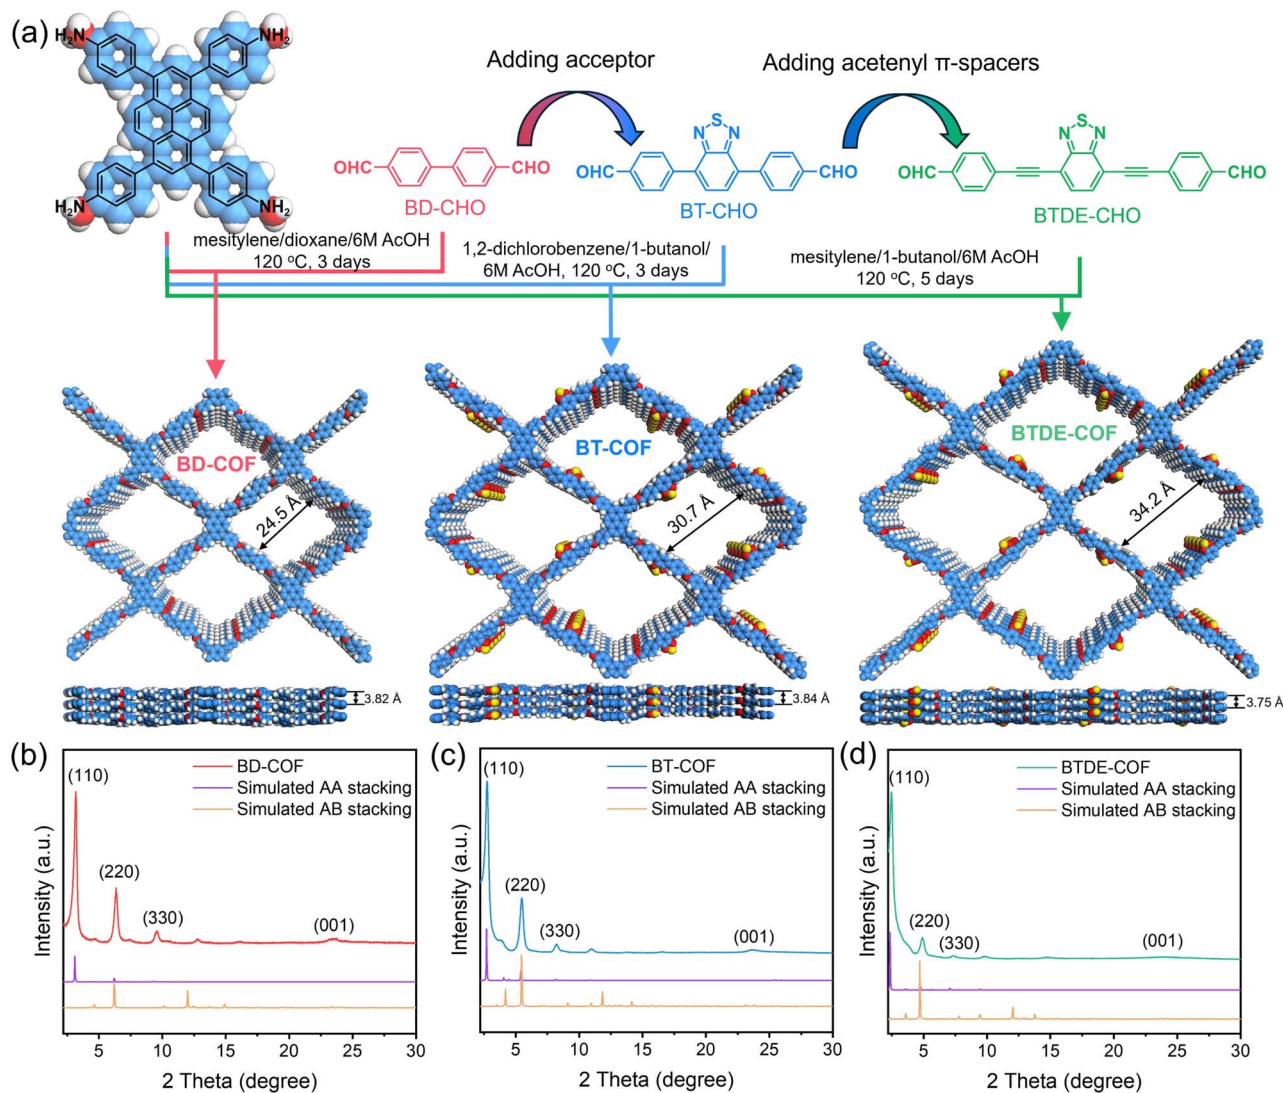 (a)
H₂N
NH₂
H₂N
NH₂
Adding acceptor
Adding acetenyl π-spacers
OHC
CHO
BD-CHO
N S N
OHC
CHO
BT-CHO
N S N
OHC
CHO
BTDE-CHO
mesitylene/dioxane/6M AcOH
120 °C, 3 days
1,2-dichlorobenzene/1-butanol/
6M AcOH, 120 °C, 3 days
mesitylene/1-butanol/6M AcOH
120 °C, 5 days
BD-COF
24.5 Å
BT-COF
30.7 Å
BTDE-COF
34.2 Å
3.82 Å
3.84 Å
3.75 Å
(b)
(110)
(220)
(330)
(001)
BD-COF
Simulated AA stacking
Simulated AB stacking
Intensity (a.u.)
5 10 15 20 25 30
2 Theta (degree)
(c)
(110)
(220)
(330)
(001)
BT-COF
Simulated AA stacking
Simulated AB stacking
Intensity (a.u.)
5 10 15 20 25 30
2 Theta (degree)
(d)
(110)
(220)
(330)
(001)
BTDE-COF
Simulated AA stacking
Simulated AB stacking
Intensity (a.u.)
5 10 15 20 25 30
2 Theta (degree)